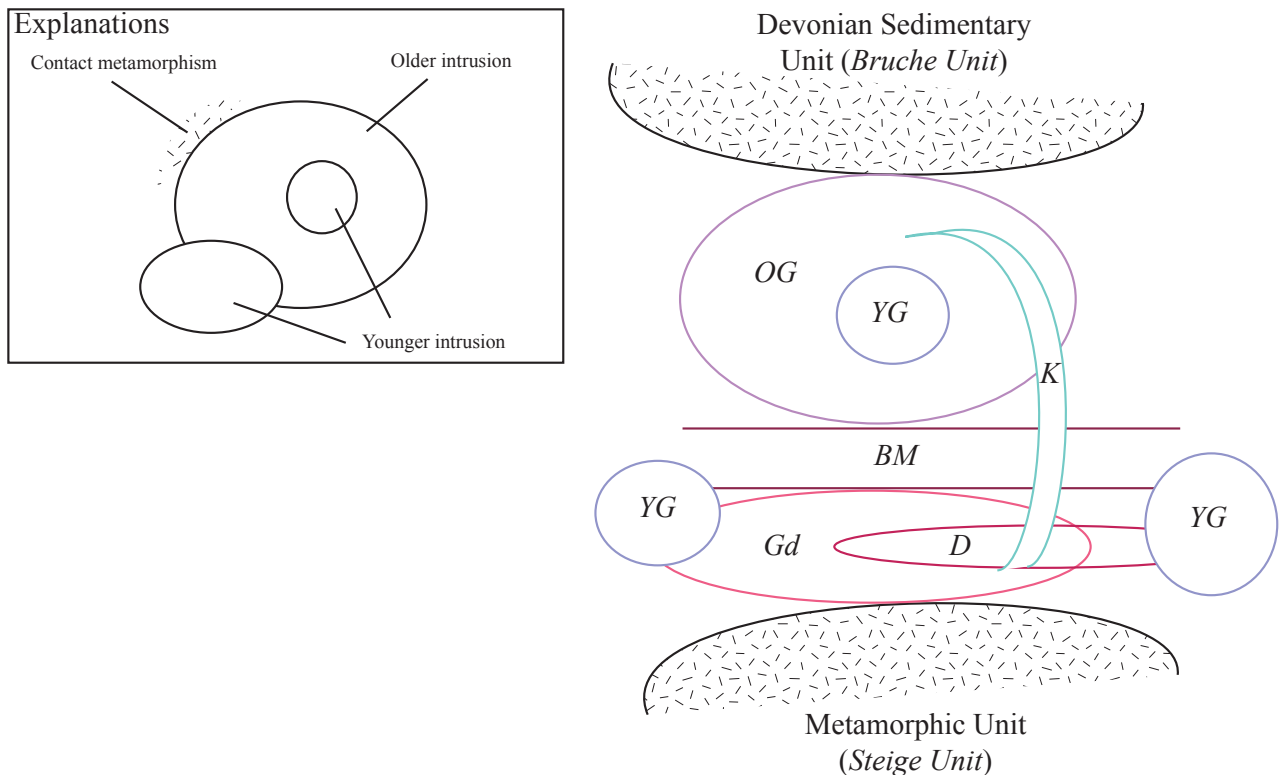 Explanations
Contact metamorphism
Older intrusion
Younger intrusion
Devonian Sedimentary
Unit (Bruche Unit)
OG
YG
K
BM
YG
YG
Gd
D
Metamorphic Unit
(Steige Unit)